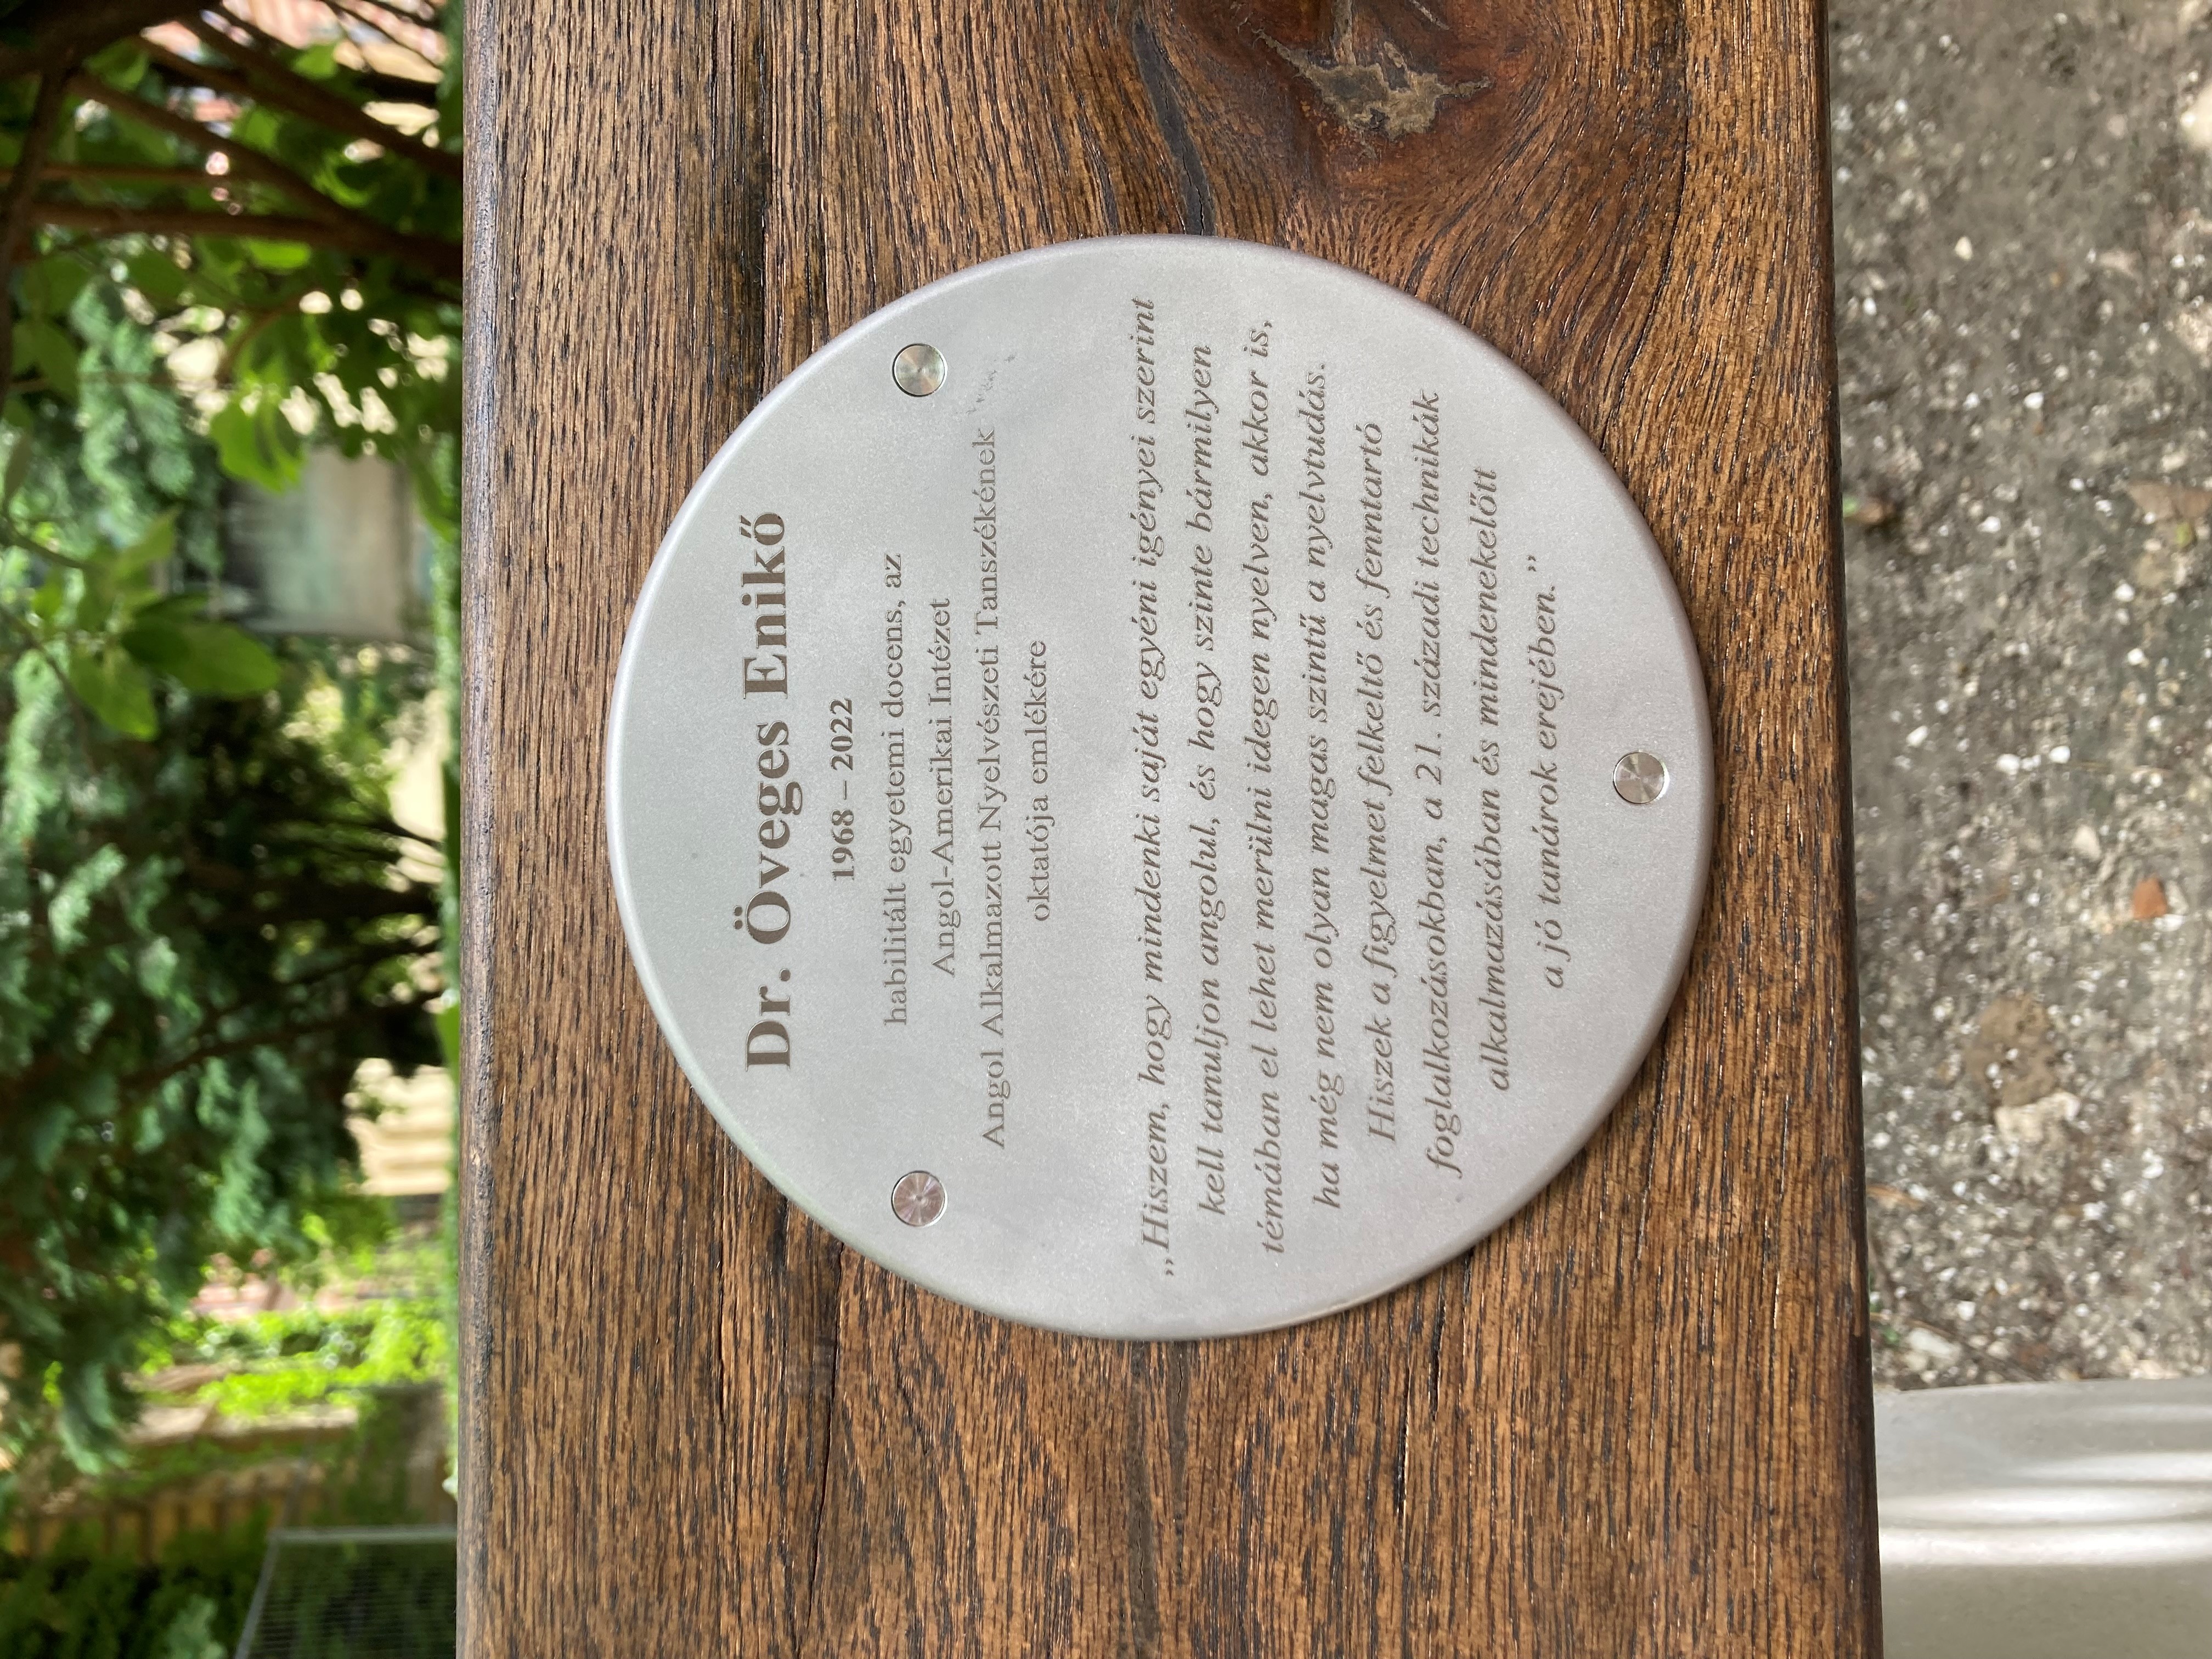 Dr. Öveges Enikő
1968 – 2022
habilitált egyetemi docens, az
Angol-Amerikai Intézet
Angol Alkalmazott Nyelvészeti Tanszékének
oktatója emlékére
„Hiszem, hogy mindenki saját egyéni igényei szerint
kell tanuljon angolul, és hogy szinte bármilyen
témában el lehet merülni idegen nyelven, akkor is,
ha még nem olyan magas szintű a nyelvtudás.
Hiszek a figyelmet felkeltő és fenntartó
foglalkozásokban, a 21. századi technikák
alkalmazásában és mindenekelőtt
a jó tanárok erejében.”